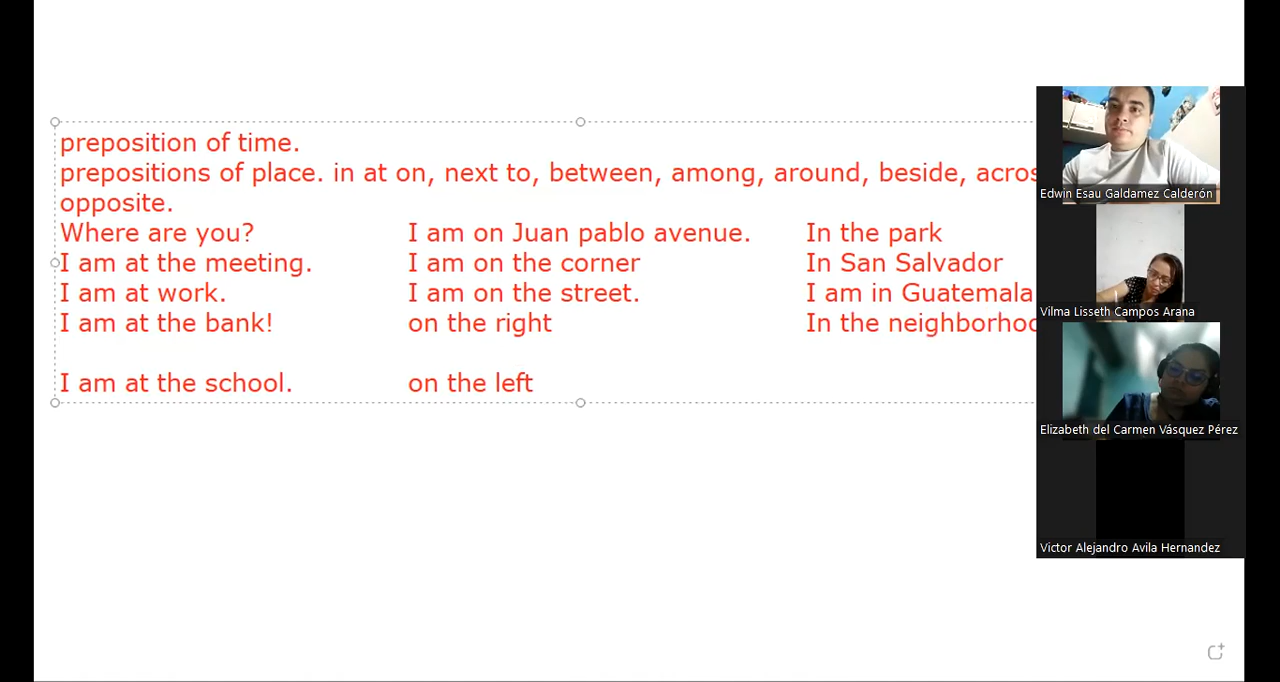 preposition of time.
prepositions of place. in at on, next to, between, among, around, beside,
opposite.
Where are you? I am on Juan pablo avenue. In the park
I am at the meeting. I am on the corner In San Salvador
I am at work. I am on the street. I am in Guatemala
I am at the bank! on the right In the
I am at the school. on the left
Edwin Esau Galdamez Calderón
Vilma Lisseth Campos Arana
Elizabeth del Carmen Vásquez Pérez
Victor Alejandro Avila Hernandez